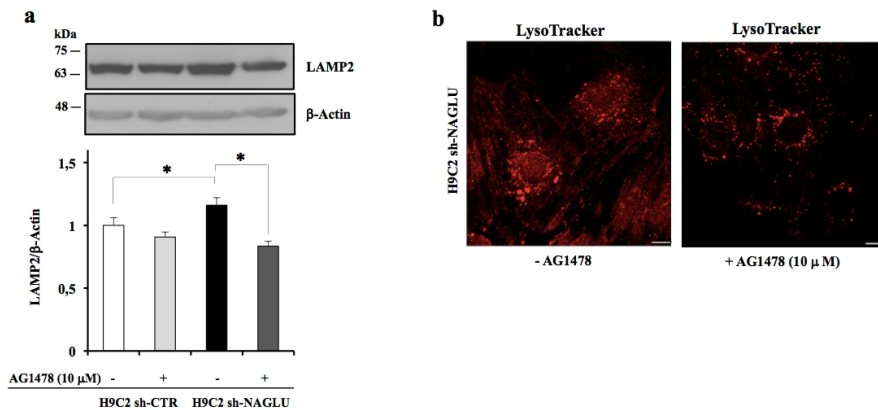 a
kDa
75
63
LAMP2
48
β-Actin
1,5
1
0,5
0
LAMP2/β-Actin
*
*
AG1478 (10 μM) - + - +
H9C2 sh-CTR H9C2 sh-NAGLU
b
LysoTracker LysoTracker
H9C2 sh-NAGLU
- AG1478 + AG1478 (10 μ M)